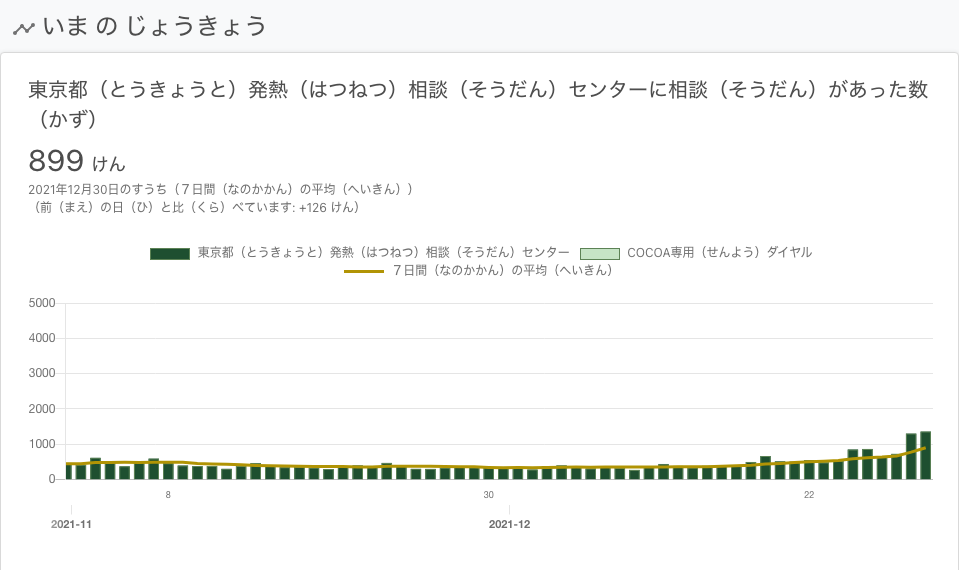 いま の じょうきょう
東京都（とうきょうと）発熱（はつねつ）相談（そうだん）センターに相談（そうだん）があった数
（かず）
899 けん
2021年12月30日のすうち（７日間（なのかかん）の平均（へいきん））
（前（まえ）の日（ひ）と比（くら）べています: +126 けん）
東京都（とうきょうと）発熱（はつねつ）相談（そうだん）センター COCOA専用（せんよう）ダイヤル
７日間（なのかかん）の平均（へいきん）
5000
4000
3000
2000
1000
0
8 30 22
2021-11 2021-12